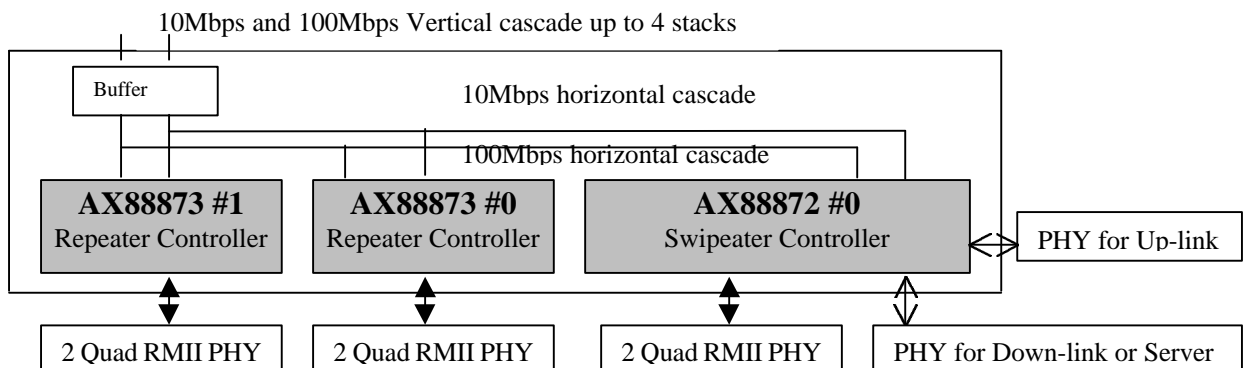 10Mbps and 100Mbps Vertical cascade up to 4 stacks
Buffer
10Mbps horizontal cascade
100Mbps horizontal cascade
AX88873 #1
Repeater Controller
AX88873 #0
Repeater Controller
AX88872 #0
Swipeater Controller
PHY for Up-link
2 Quad RMII PHY
2 Quad RMII PHY
2 Quad RMII PHY
PHY for Down-link or Server